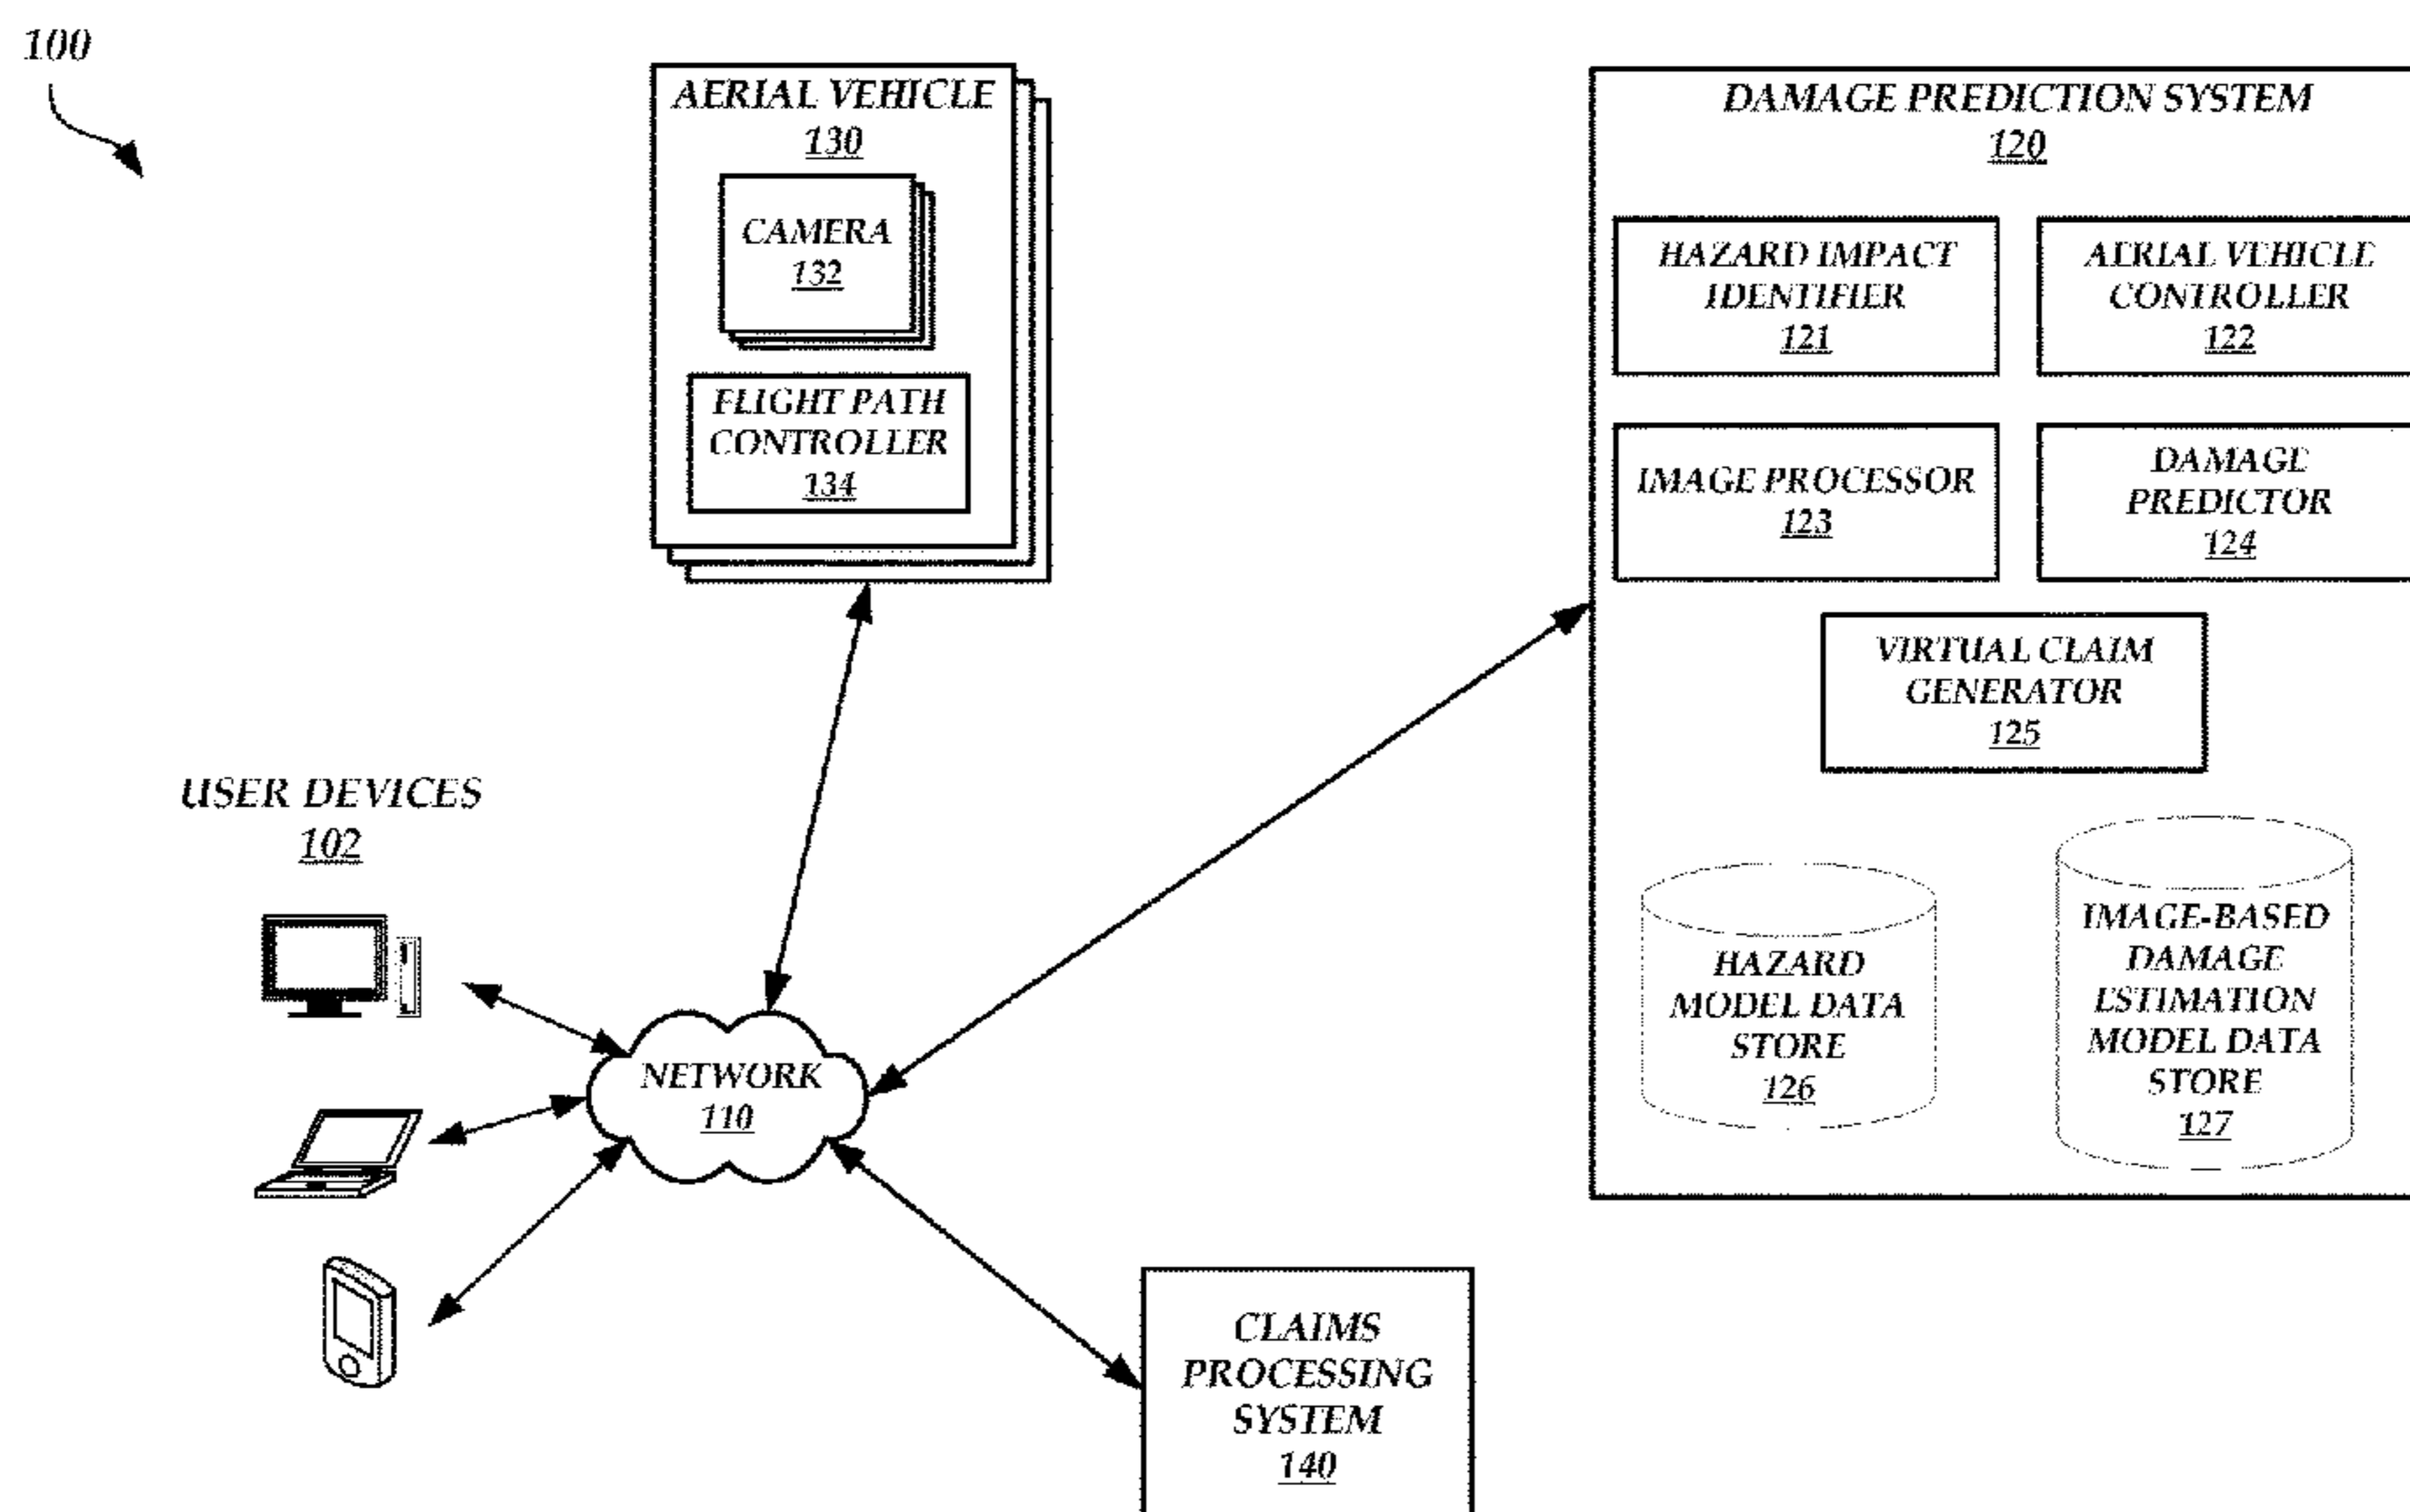 100
AERIAL VEHICLE
130
CAMERA
132
FLIGHT PATH
CONTROLLER
134
DAMAGE PREDICTION SYSTEM
120
HAZARD IMPACT
IDENTIFIER
121
AERIAL VEHICLE
CONTROLLER
122
IMAGE PROCESSOR
123
DAMAGE
PREDICTOR
124
VIRTUAL CLAIM
GENERATOR
125
HAZARD
MODEL DATA
STORE
126
IMAGE-BASED
DAMAGE
ESTIMATION
MODEL DATA
STORE
127
USER DEVICES
102
NETWORK
110
CLAIMS
PROCESSING
SYSTEM
140